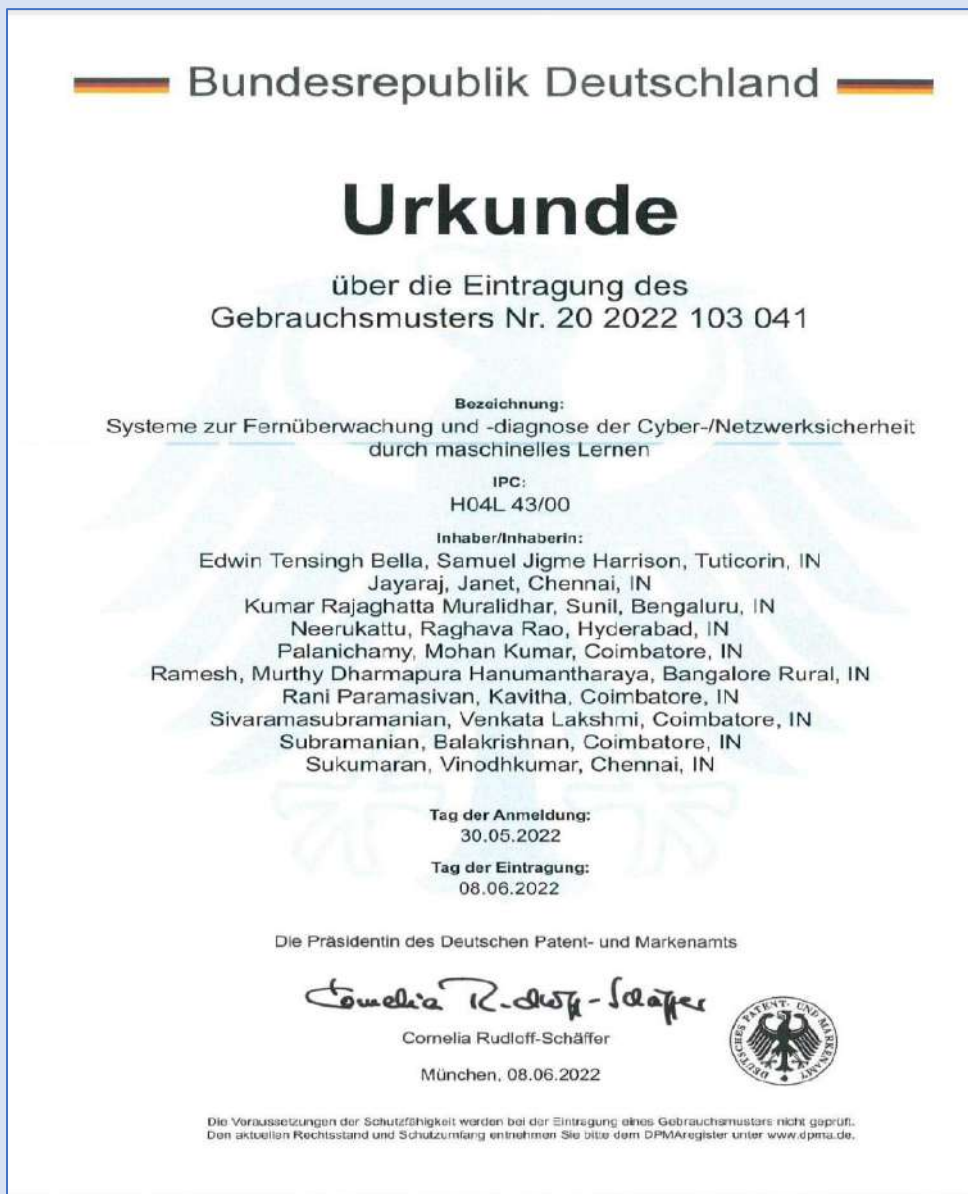 Bundesrepublik Deutschland
Urkunde
über die Eintragung des
Gebrauchsmusters Nr. 20 2022 103 041
Bezeichnung:
Systeme zur Fernüberwachung und -diagnose der Cyber-/Netzwerksicherheit
durch maschinelles Lernen
IPC:
H04L 43/00
Inhaber/Inhaberin:
Edwin Tensingh Bella, Samuel Jigme Harrison, Tuticorin, IN
Jayaraj, Janet, Chennai, IN
Kumar Rajaghatta Muralidhar, Sunil, Bengaluru, IN
Neerukattu, Raghava Rao, Hyderabad, IN
Palanichamy, Mohan Kumar, Coimbatore, IN
Ramesh, Murthy Dharmapura Hanumantharaya, Bangalore Rural, IN
Rani Paramasivan, Kavitha, Coimbatore, IN
Sivaramasubramanian, Venkata Lakshmi, Coimbatore, IN
Subramanian, Balakrishnan, Coimbatore, IN
Sukumaran, Vinodhkumar, Chennai, IN
Tag der Anmeldung:
30.05.2022
Tag der Eintragung:
08.06.2022
Die Präsidentin des Deutschen Patent- und Markenamts
Cornelia Rudloff-Schäffer
Cornelia Rudloff-Schäffer
DEUTSCHES PATENT- UND MARKENAMT
München, 08.06.2022
Die Voraussetzungen der Schutzfähigkeit werden bei der Eintragung eines Gebrauchsmusters nicht geprüft.
Den aktuellen Rechtsstand und Schutzumfang entnehmen Sie bitte dem DPMAregister unter www.dpma.de.